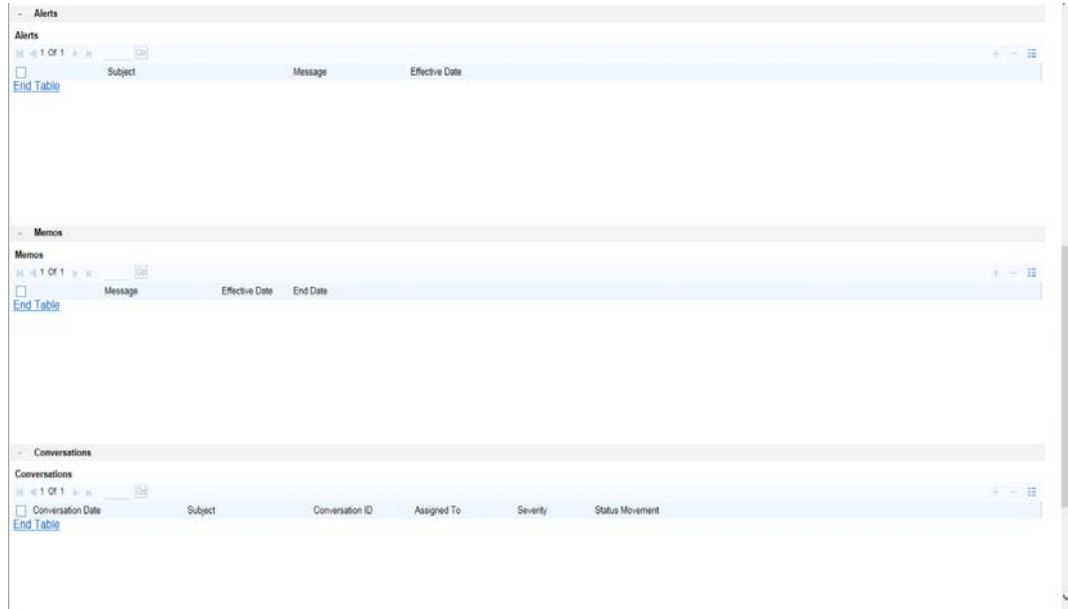 - Alerts
Alerts
1 Of 1 Go
Subject Message Effective Date
End Table
- Memos
Memos
1 Of 1 Go
Message Effective Date End Date
End Table
- Conversations
Conversations
1 Of 1 Go
Conversation Date Subject Conversation ID Assigned To Severity Status Movement
End Table